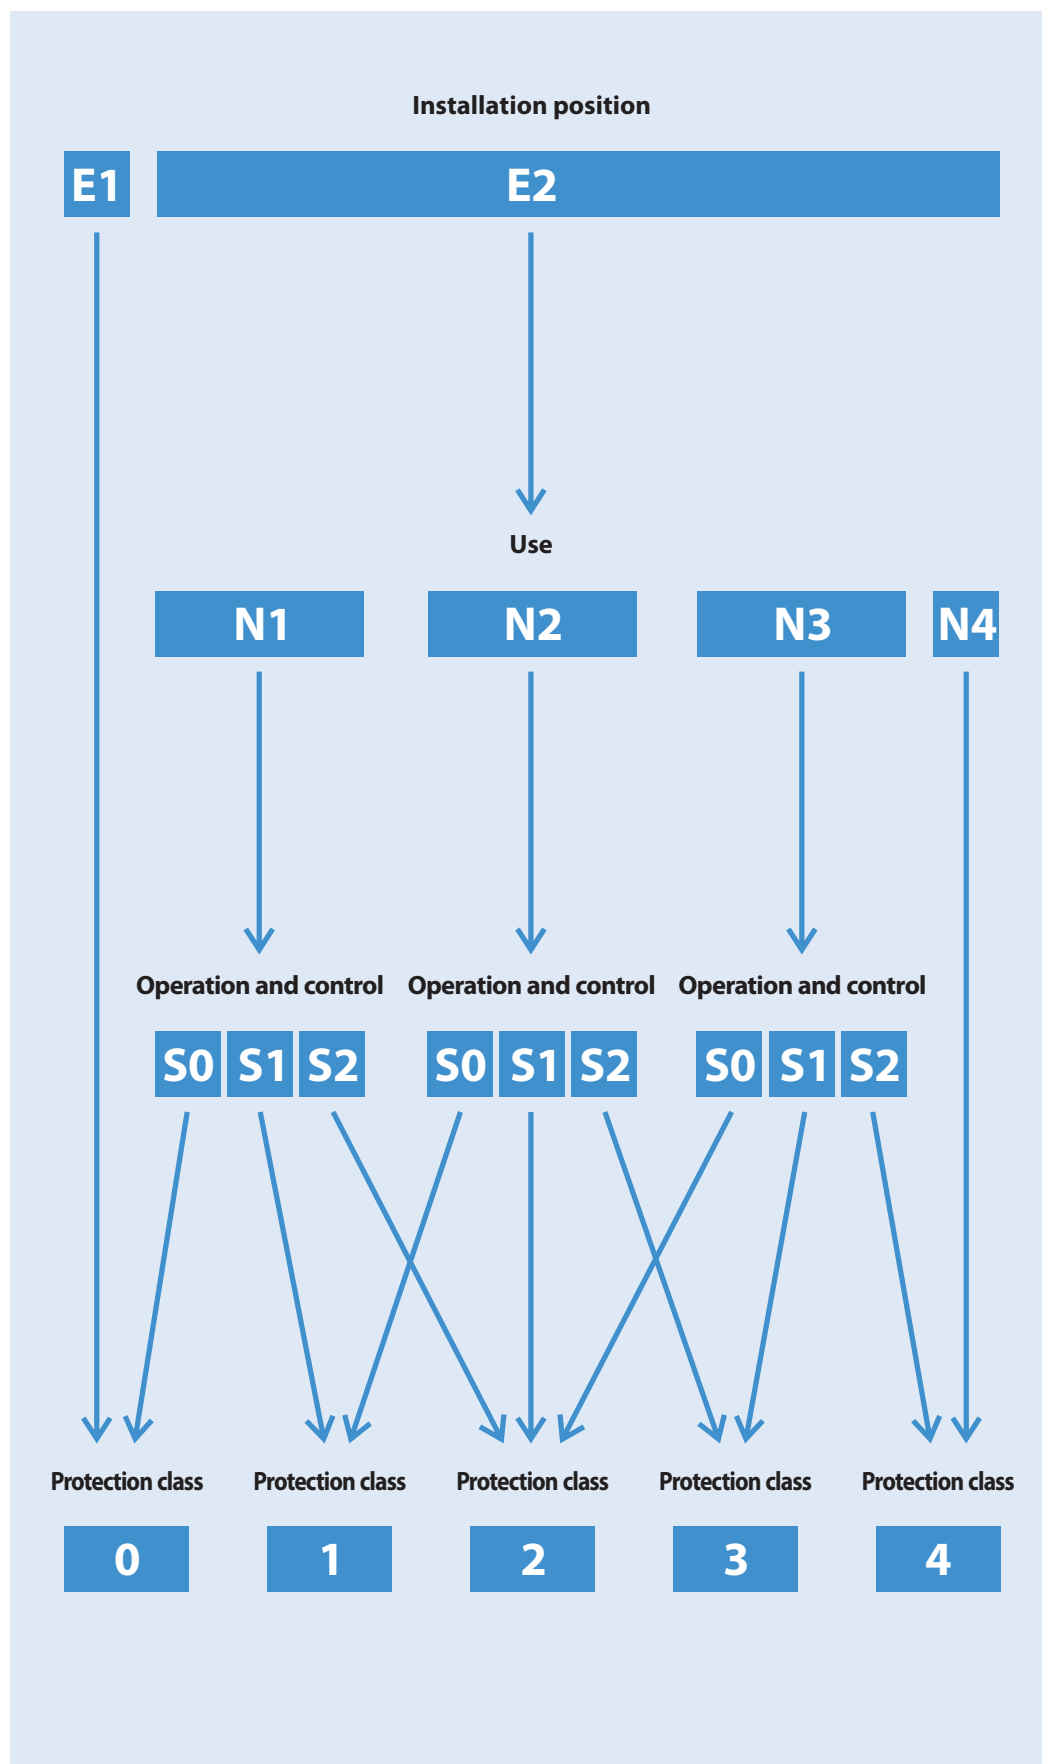 Installation position
E1 E2
Use
N1 N2 N3 N4
Operation and control Operation and control Operation and control
S0 S1 S2 S0 S1 S2 S0 S1 S2
Protection class Protection class Protection class Protection class Protection class
0 1 2 3 4